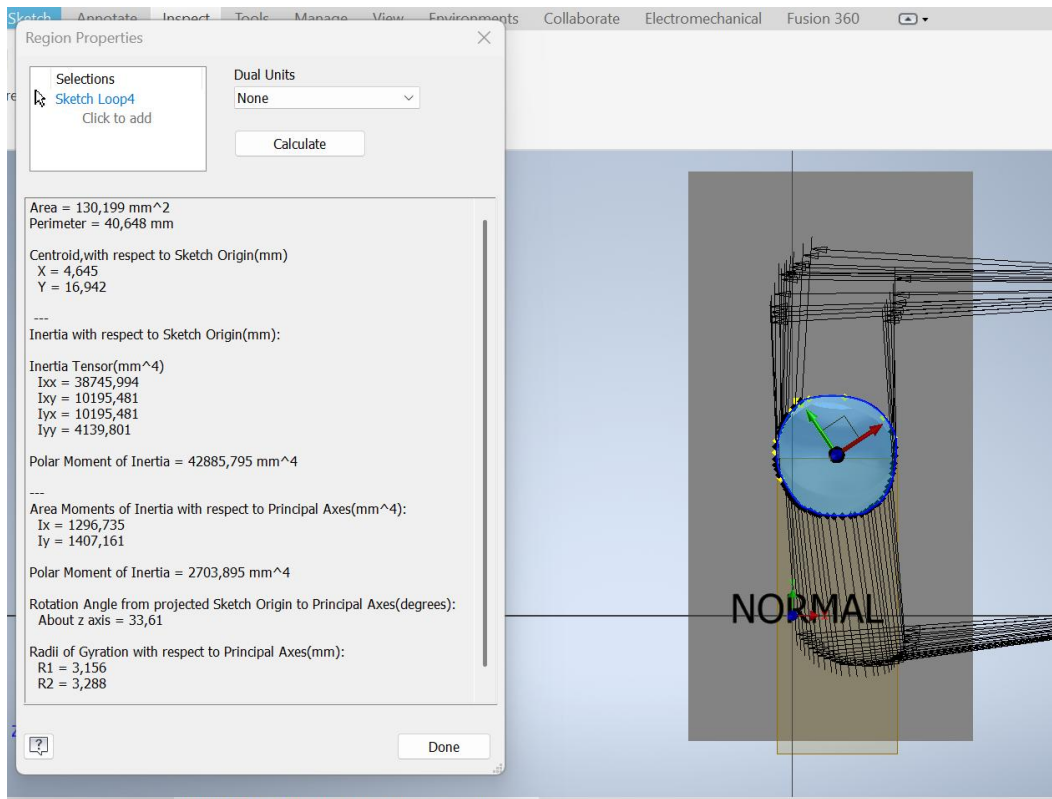 Sketch Annotate Inspect Tools Manage View Environments Collaborate Electromechanical Fusion 360
Region Properties
Selections
Sketch Loop4
Click to add
Dual Units
None
Calculate
Area = 130,199 mm^2
Perimeter = 40,648 mm
Centroid,with respect to Sketch Origin(mm)
X = 4,645
Y = 16,942
---
Inertia with respect to Sketch Origin(mm):
Inertia Tensor(mm^4)
Ixx = 38745,994
Ixy = 10195,481
Iyx = 10195,481
Iyy = 4139,801
Polar Moment of Inertia = 42885,795 mm^4
---
Area Moments of Inertia with respect to Principal Axes(mm^4):
Ix = 1296,735
Iy = 1407,161
Polar Moment of Inertia = 2703,895 mm^4
Rotation Angle from projected Sketch Origin to Principal Axes(degrees):
About z axis = 33,61
Radii of Gyration with respect to Principal Axes(mm):
R1 = 3,156
R2 = 3,288
?
Done
NORMAL